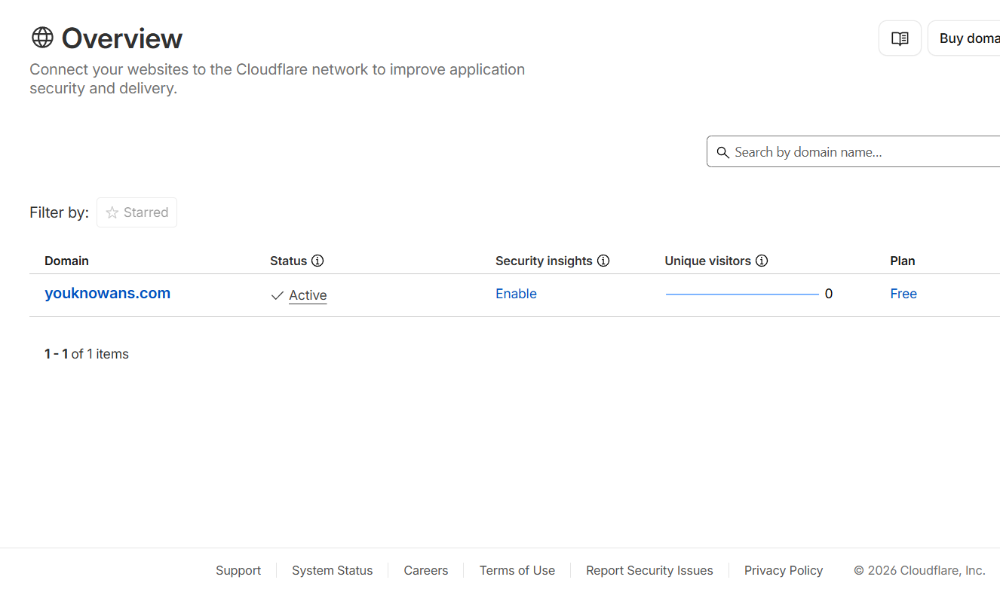 Overview
Buy doma
Connect your websites to the Cloudflare network to improve application
security and delivery.
Search by domain name...
Filter by: Starred
Domain Status Security insights Unique visitors Plan
youknowans.com Active Enable 0 Free
1 - 1 of 1 items
Support System Status Careers Terms of Use Report Security Issues Privacy Policy © 2026 Cloudflare, Inc.